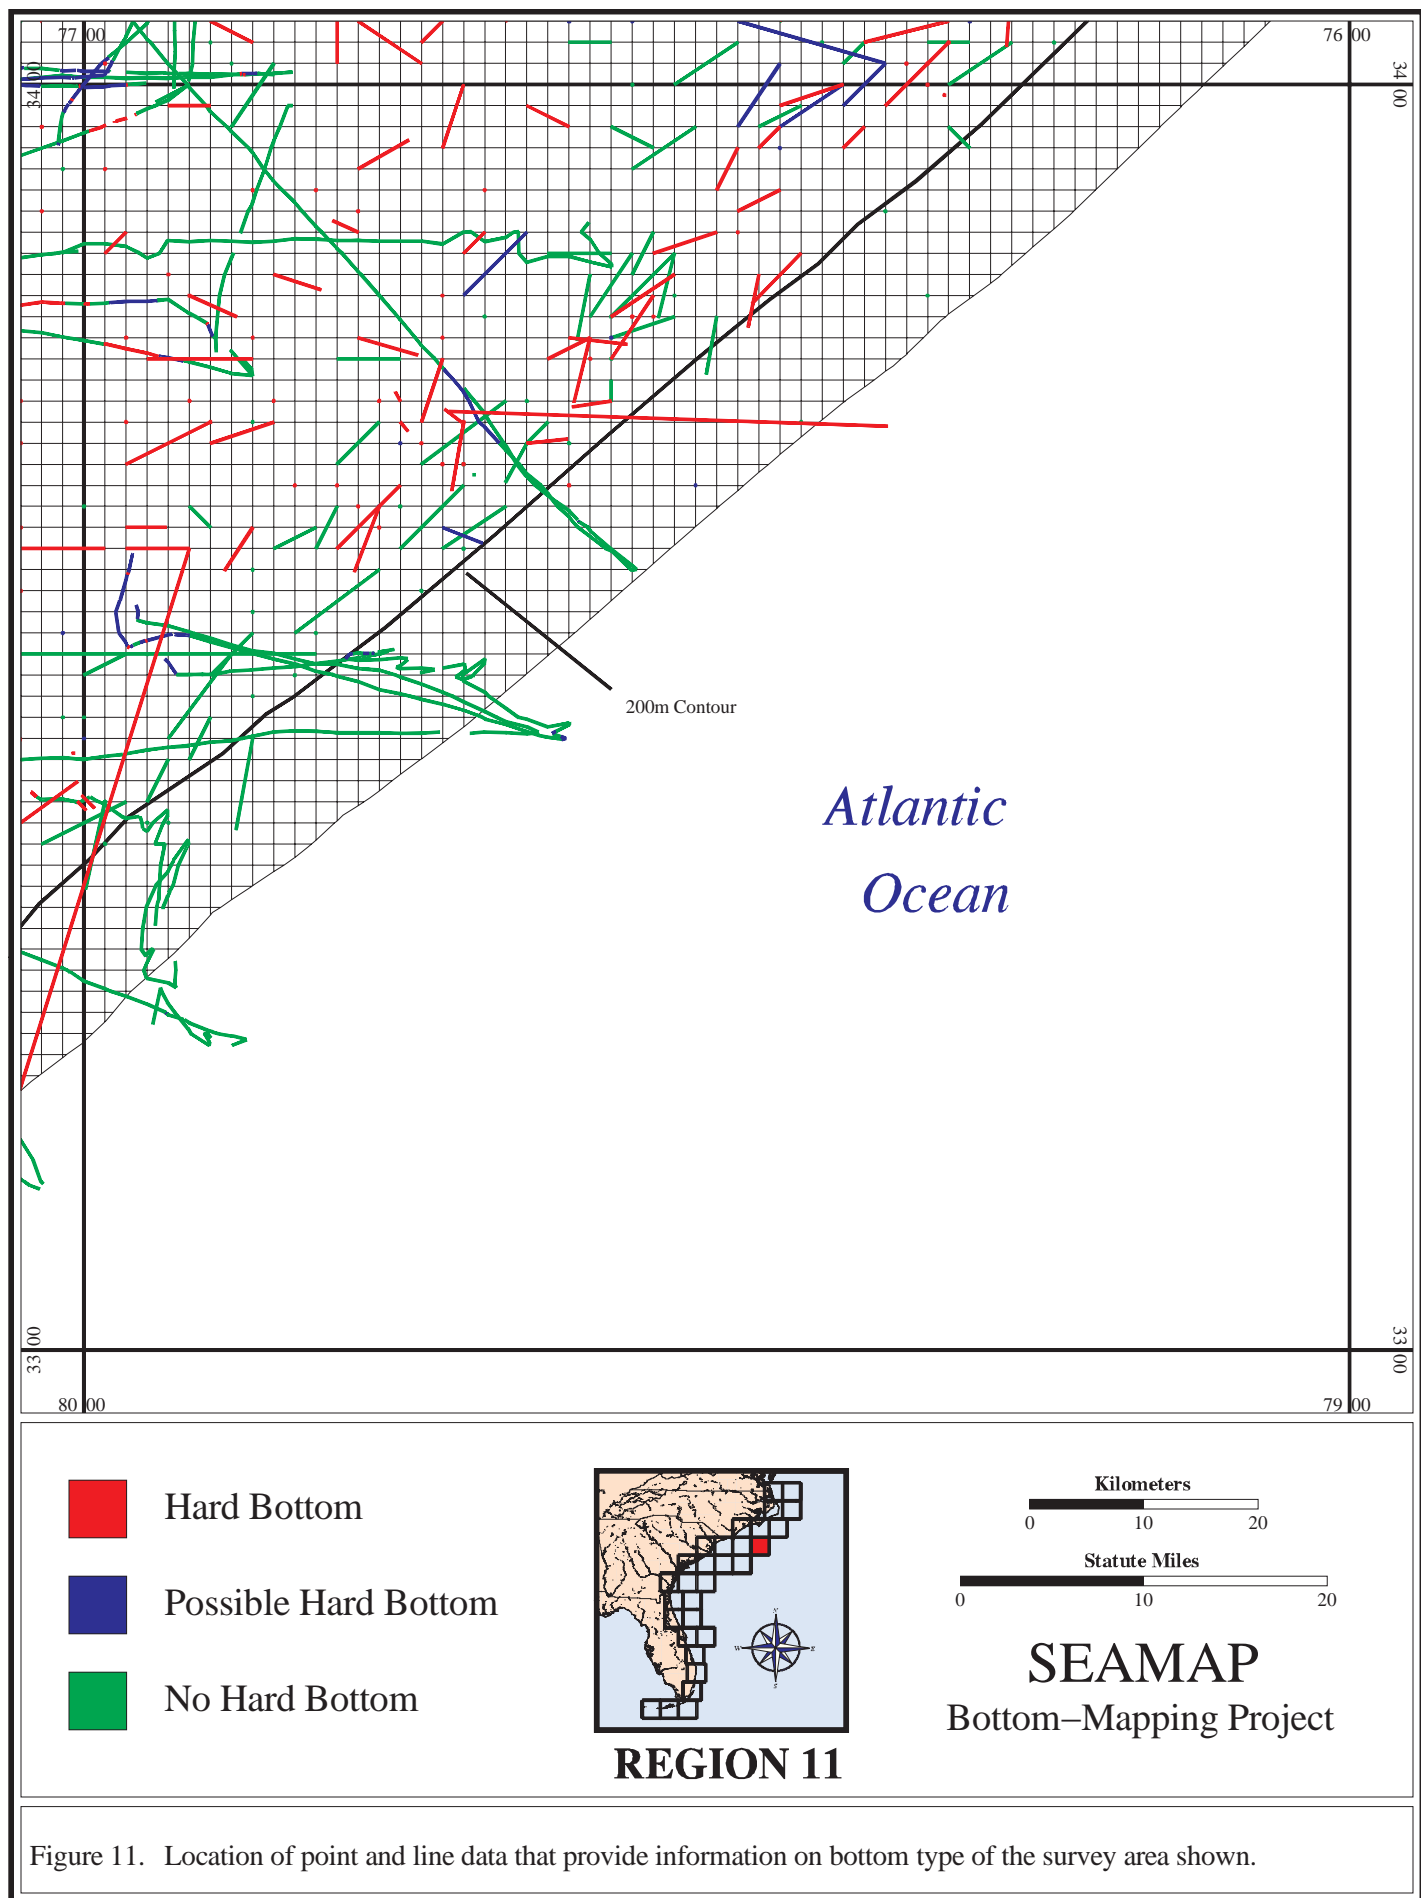 77 00
76 00
34 00
34 00
200m Contour
Atlantic
Ocean
33 00
33 00
80 00
79 00
Hard Bottom
Possible Hard Bottom
No Hard Bottom
N
W
E
S
REGION 11
Kilometers
0 10 20
Statute Miles
0 10 20
SEAMAP
Bottom−Mapping Project
Figure 11. Location of point and line data that provide information on bottom type of the survey area shown.